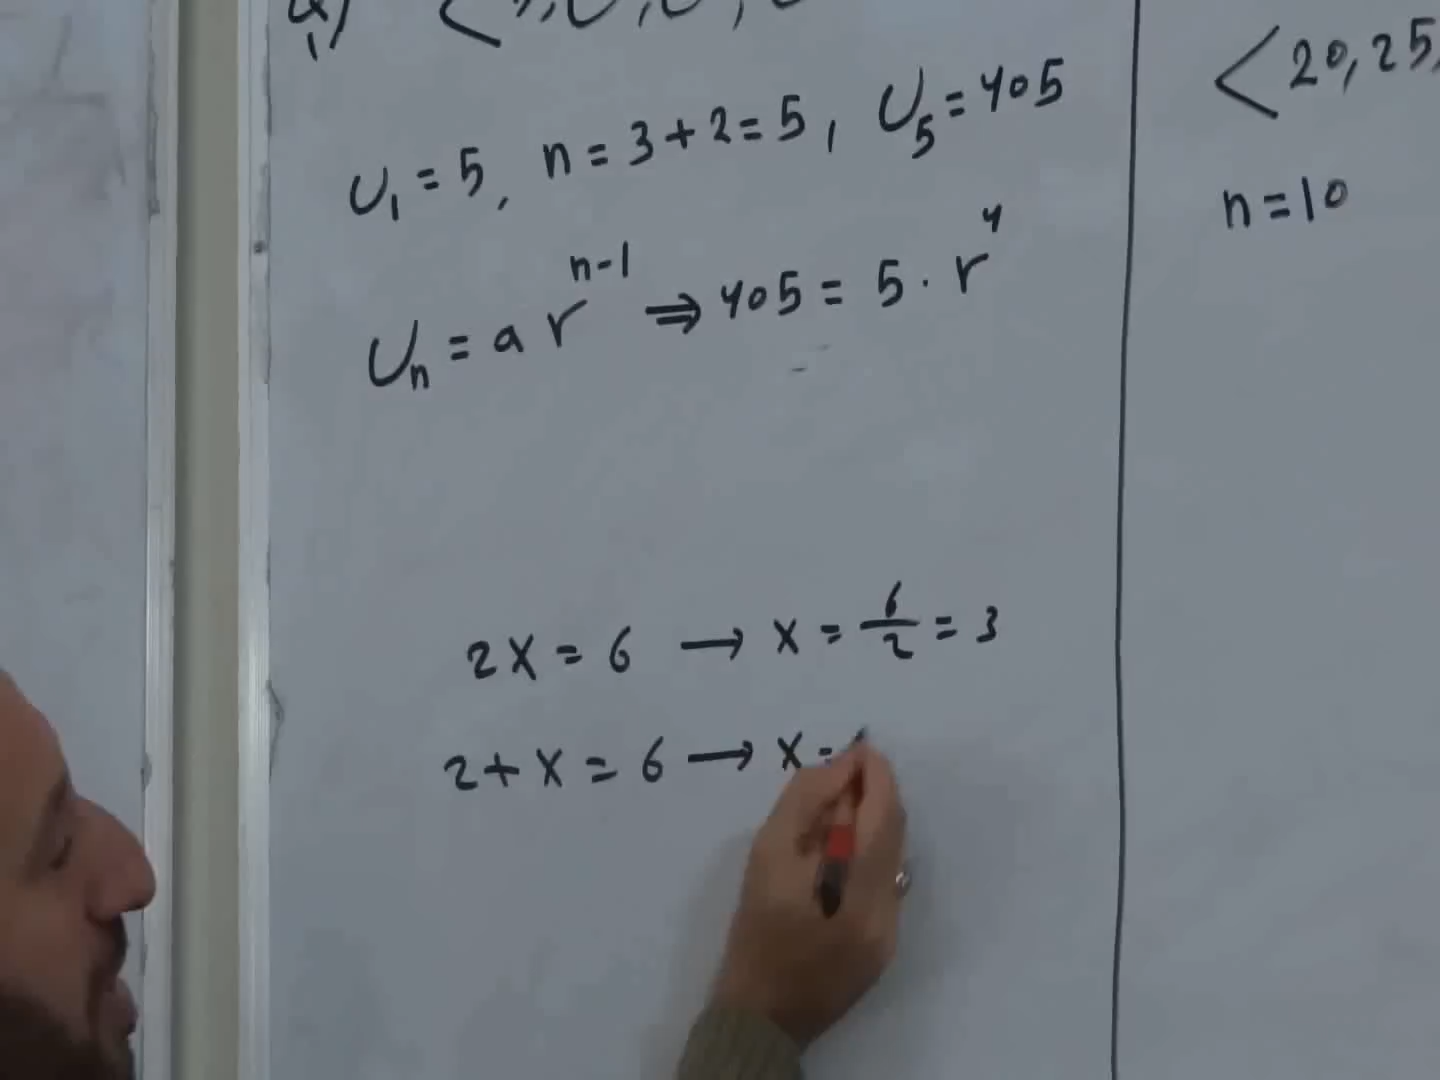 U₁ = 5, n = 3 + 2 = 5, U₅ = 405
Uₙ = a rⁿ⁻¹ ⇒ 405 = 5 · r⁴
2X = 6 → X = 6/2 = 3
2 + X = 6 → X =
< 20, 25,
n = 10